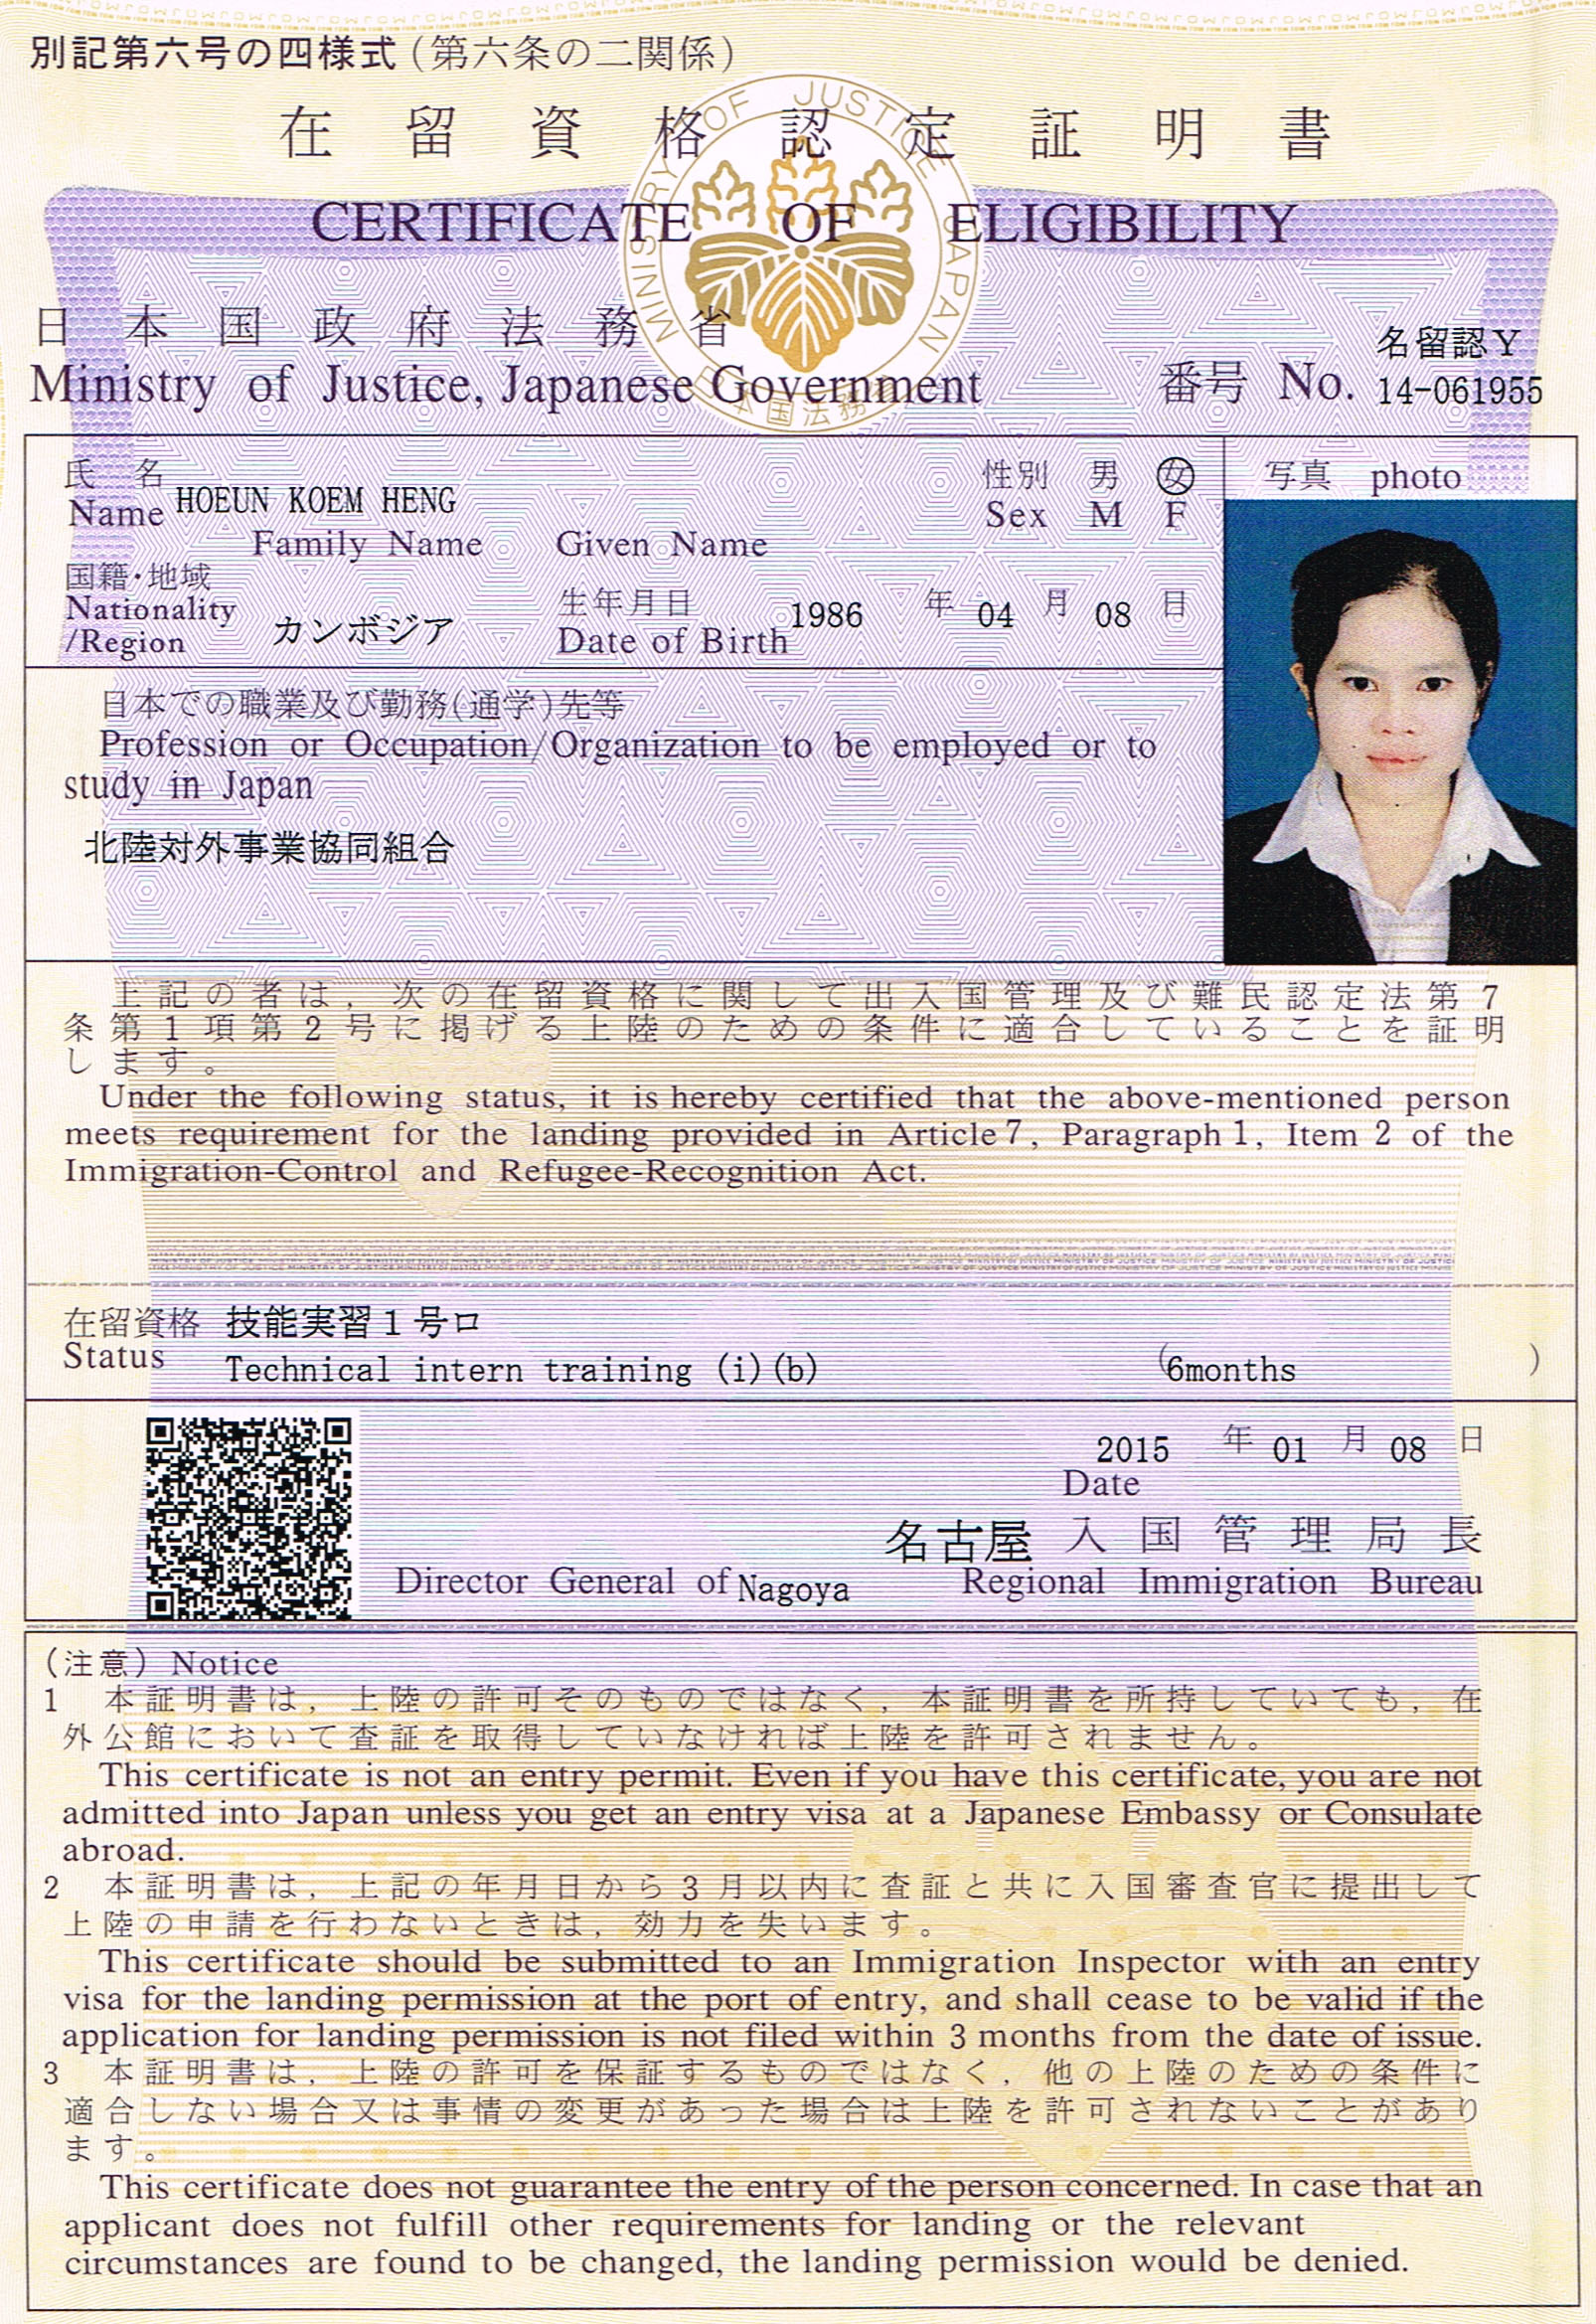 別記第六号の四様式(第六条の二関係)
在留資格認定証明書
CERTIFICATE OF ELIGIBILITY
MINISTRY OF JUSTICE JAPAN
日本国法務省
日本国政府法務省
名留認Y
Ministry of Justice, Japanese Government 番号 No. 14-061955
氏名 性別 男 女 写真 photo
Name HOEUN KOEM HENG Sex M F
Family Name Given Name
国籍・地域 生年月日 1986 年 04 月 08 日
Nationality カンボジア Date of Birth
/Region
日本での職業及び勤務(通学)先等
Profession or Occupation/Organization to be employed or to
study in Japan
北陸対外事業協同組合
上記の者は,次の在留資格に関して出入国管理及び難民認定法第7
条第1項第2号に掲げる上陸のための条件に適合していることを証明
します。
Under the following status, it is hereby certified that the above-mentioned person
meets requirement for the landing provided in Article 7, Paragraph 1, Item 2 of the
Immigration-Control and Refugee-Recognition Act.
在留資格 技能実習1号ロ
Status Technical intern training (i)(b) (6months )
2015 年 01 月 08 日
Date
名古屋 入国管理局長
Director General of Nagoya Regional Immigration Bureau
(注意) Notice
1 本証明書は,上陸の許可そのものではなく,本証明書を所持していても,在
外公館において査証を取得していなければ上陸を許可されません。
This certificate is not an entry permit. Even if you have this certificate, you are not
admitted into Japan unless you get an entry visa at a Japanese Embassy or Consulate
abroad.
2 本証明書は,上記の年月日から3月以内に査証と共に入国審査官に提出して
上陸の申請を行わないときは,効力を失います。
This certificate should be submitted to an Immigration Inspector with an entry
visa for the landing permission at the port of entry, and shall cease to be valid if the
application for landing permission is not filed within 3 months from the date of issue.
3 本証明書は,上陸の許可を保証するものではなく,他の上陸のための条件に
適合しない場合又は事情の変更があった場合は上陸を許可されないことがあり
ます。
This certificate does not guarantee the entry of the person concerned. In case that an
applicant does not fulfill other requirements for landing or the relevant
circumstances are found to be changed, the landing permission would be denied.